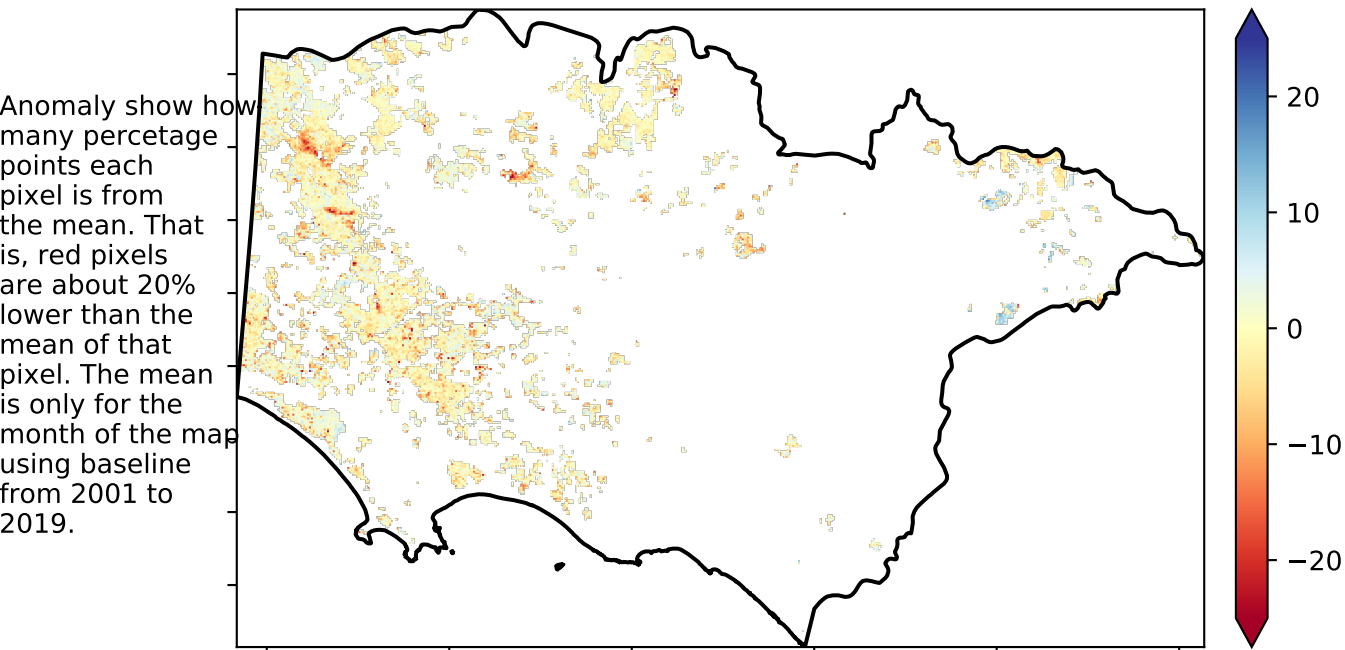 Anomaly show how
many percetage
points each
pixel is from
the mean. That
is, red pixels
are about 20%
lower than the
mean of that
pixel. The mean
is only for the
month of the map
using baseline
from 2001 to
2019.
20
10
0
−10
−20